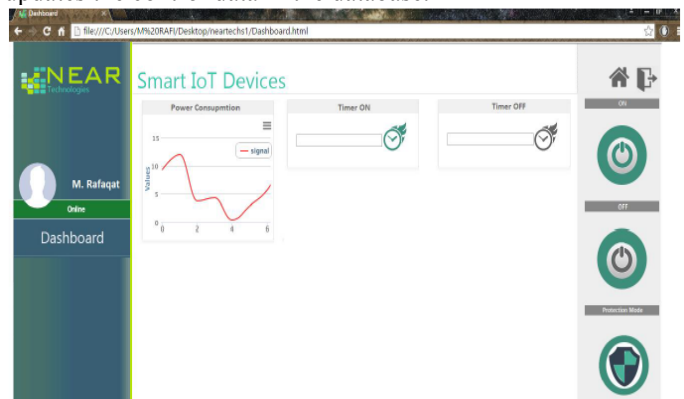 updates the control data in the database.
Dashboard
file:///C:/Users/M%20RAFI/Desktop/neartechs1/Dashboard.html
NEAR
Technologies
Smart IoT Devices
Power Consupmtion
Timer ON
Timer OFF
ON
15
signal
10
Values
5
0
0 2 4 6
M. Rafaqat
Online
Dashboard
OFF
Protection Mode